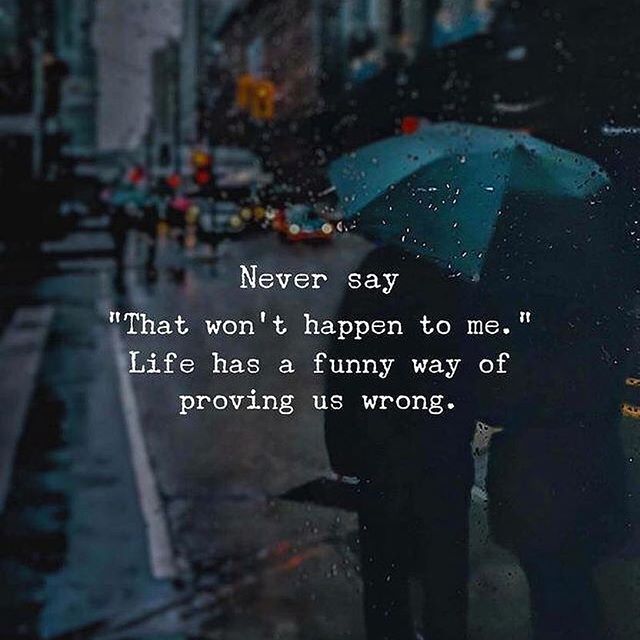 Never say
"That won't happen to me."
Life has a funny way of
proving us wrong.